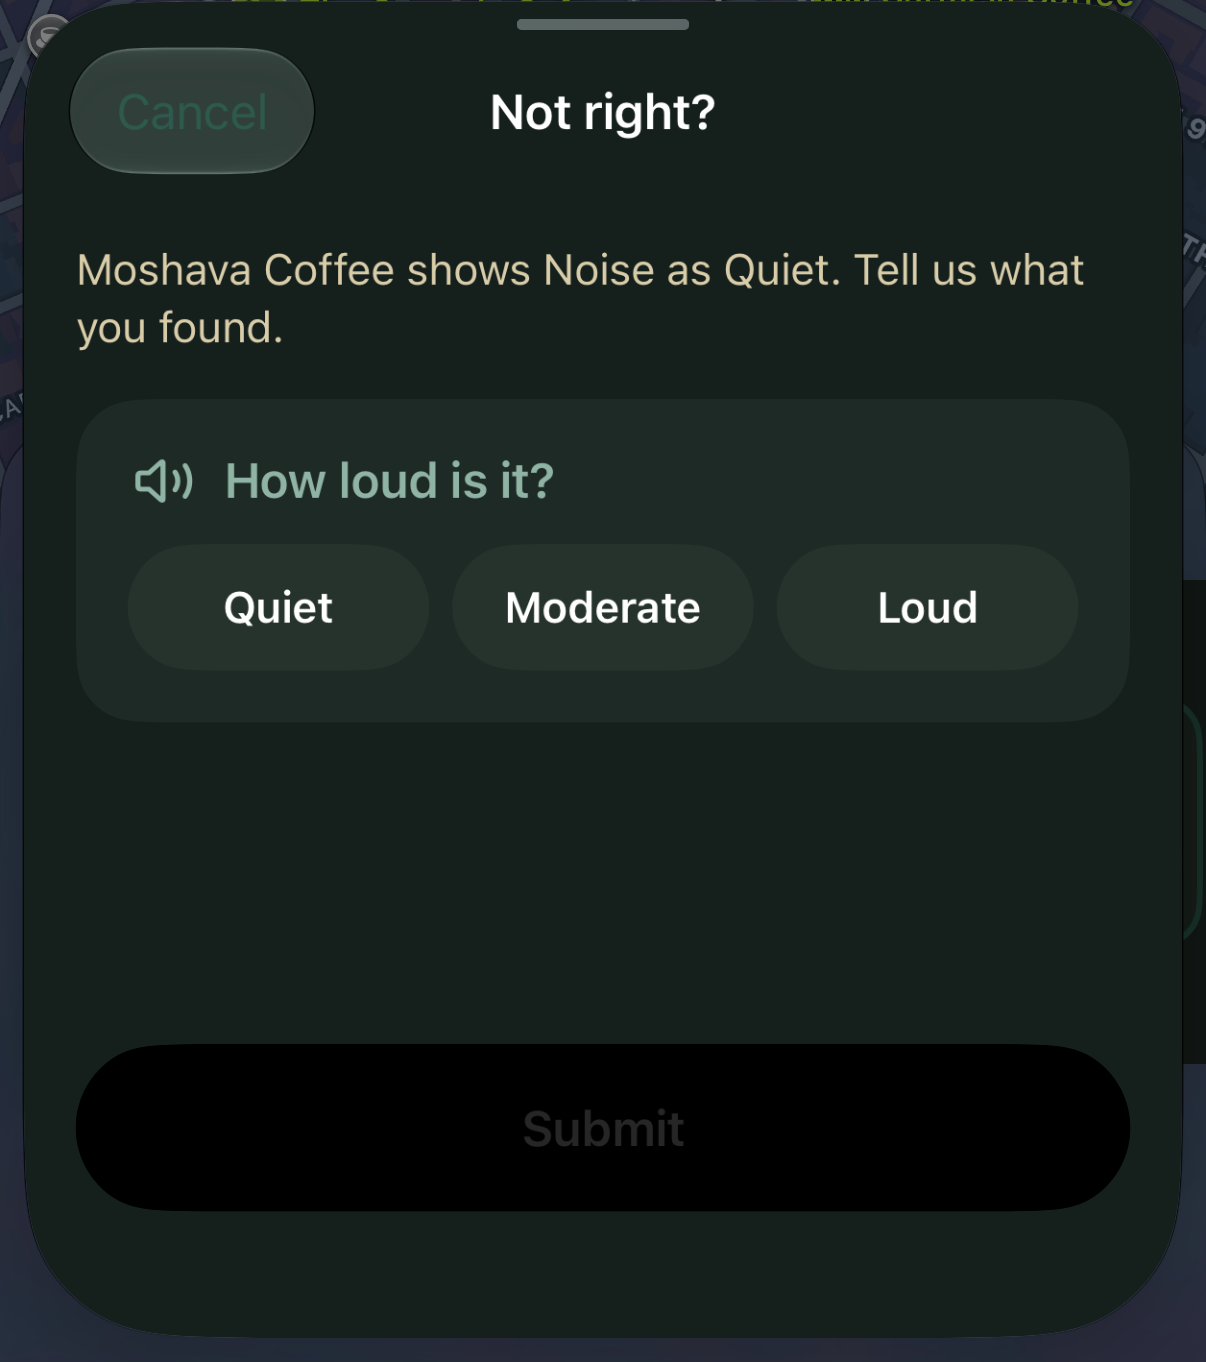 Cancel
Not right?
Moshava Coffee shows Noise as Quiet. Tell us what
you found.
How loud is it?
Quiet
Moderate
Loud
Submit